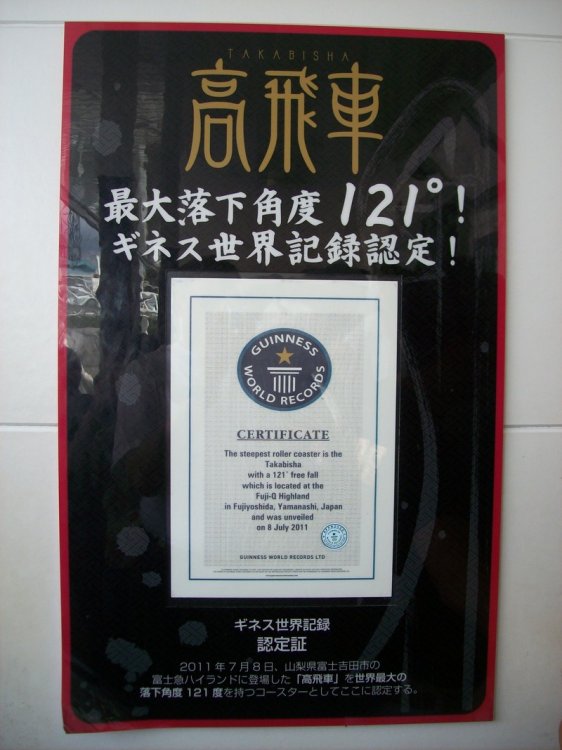 TAKABISHA
高飛車
最大落下角度121°!
ギネス世界記録認定!
GUINNESS
WORLD RECORDS
CERTIFICATE
The steepest roller coaster is the
Takabisha
with a 121° free fall
which is located at the
Fuji-Q Highland
in Fujiyoshida, Yamanashi, Japan
and was unveiled
on 8 July 2011
GUINNESS WORLD RECORDS LTD
ギネス世界記録
認定証
2011年7月8日、山梨県富士吉田市の
富士急ハイランドに登場した「高飛車」を世界最大の
落下角度121度を持つコースターとしてここに認定する。